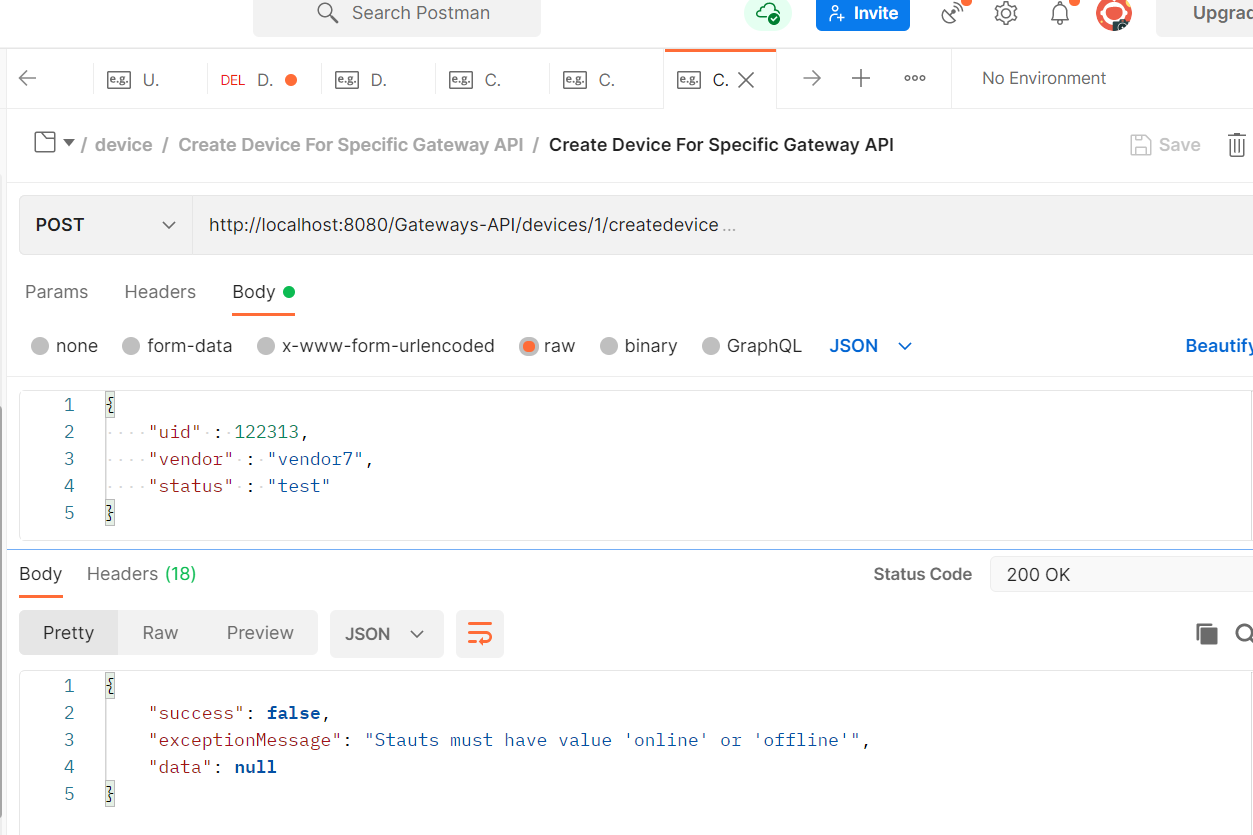 Search Postman
Invite
Upgrad
e.g. U.
DEL D.
e.g. D.
e.g. C.
e.g. C.
e.g. C.
No Environment
/ device / Create Device For Specific Gateway API / Create Device For Specific Gateway API
Save
POST
http://localhost:8080/Gateways-API/devices/1/createdevice ...
Params
Headers
Body
none
form-data
x-www-form-urlencoded
raw
binary
GraphQL
JSON
Beautify
1 {
2 "uid" : 122313,
3 "vendor" : "vendor7",
4 "status" : "test"
5 }
Body
Headers (18)
Status Code
200 OK
Pretty
Raw
Preview
JSON
1 {
2 "success": false,
3 "exceptionMessage": "Stauts must have value 'online' or 'offline'",
4 "data": null
5 }